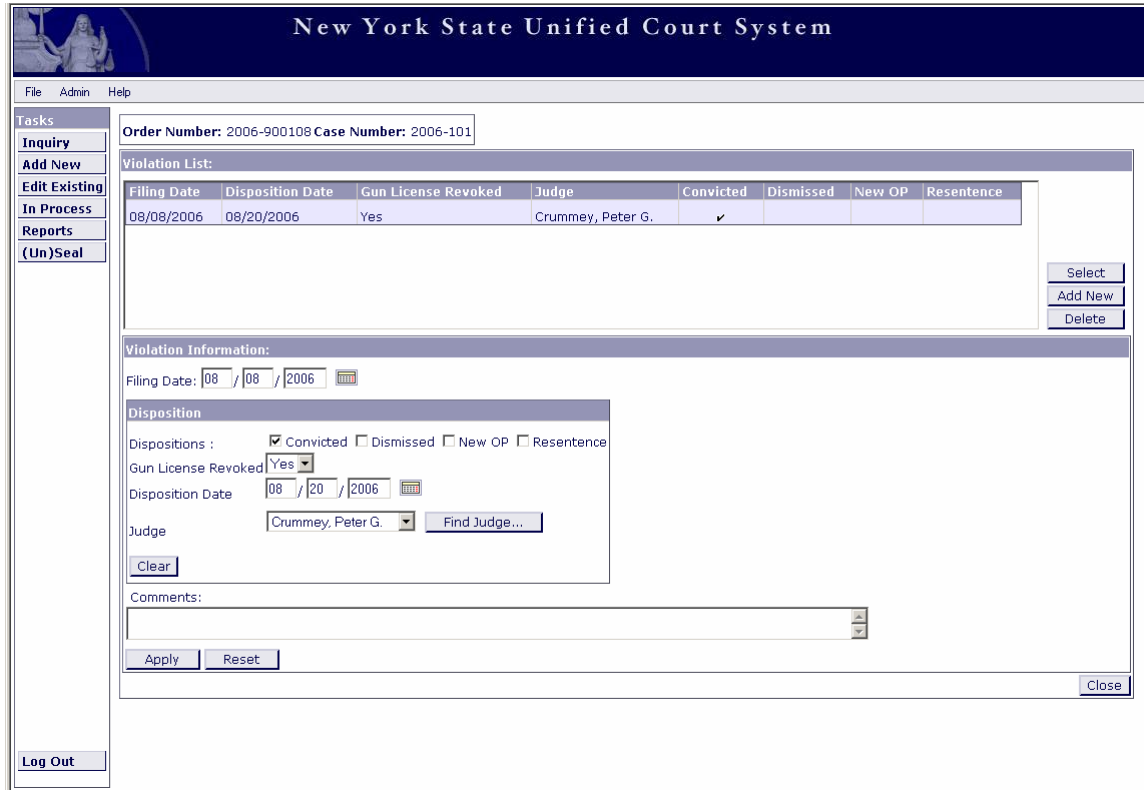 New York State Unified Court System
File Admin Help
Tasks
Inquiry
Add New
Edit Existing
In Process
Reports
(Un)Seal
Log Out
Order Number: 2006-900108 Case Number: 2006-101
Violation List:
Filing Date Disposition Date Gun License Revoked Judge Convicted Dismissed New OP Resentence
08/08/2006 08/20/2006 Yes Crummey, Peter G. ✔
Select
Add New
Delete
Violation Information:
Filing Date: 08 / 08 / 2006
Disposition
Dispositions : Convicted Dismissed New OP Resentence
Gun License Revoked Yes
Disposition Date 08 / 20 / 2006
Judge Crummey, Peter G. Find Judge...
Clear
Comments:
Apply Reset
Close